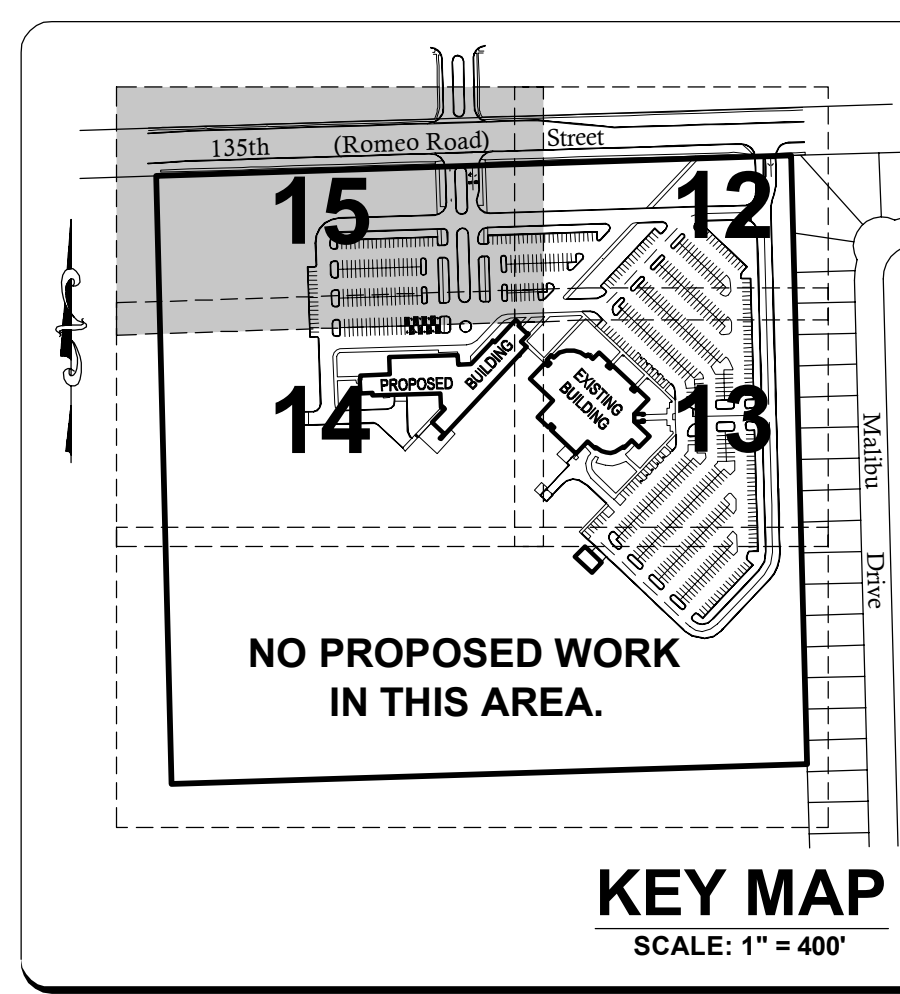 135th (Romeo Road) Street
15
12
PROPOSED BUILDING
EXISTING
BUILDING
14
13
Malibu Drive
NO PROPOSED WORK
IN THIS AREA.
KEY MAP
SCALE: 1" = 400'